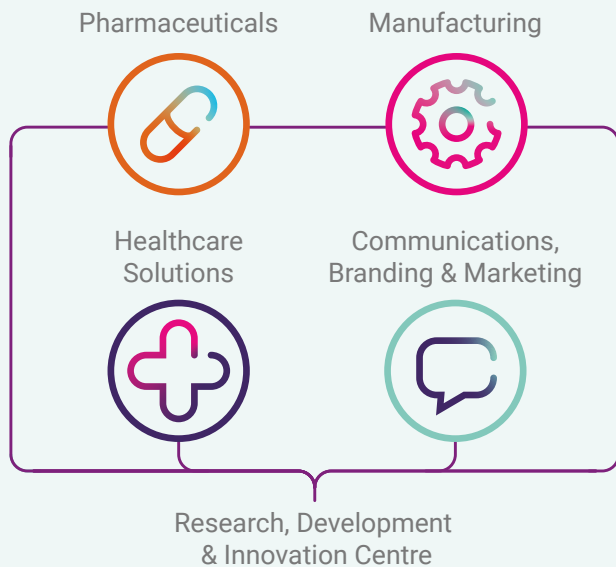 Pharmaceuticals
Manufacturing
Healthcare
Solutions
Communications,
Branding & Marketing
Research, Development
& Innovation Centre